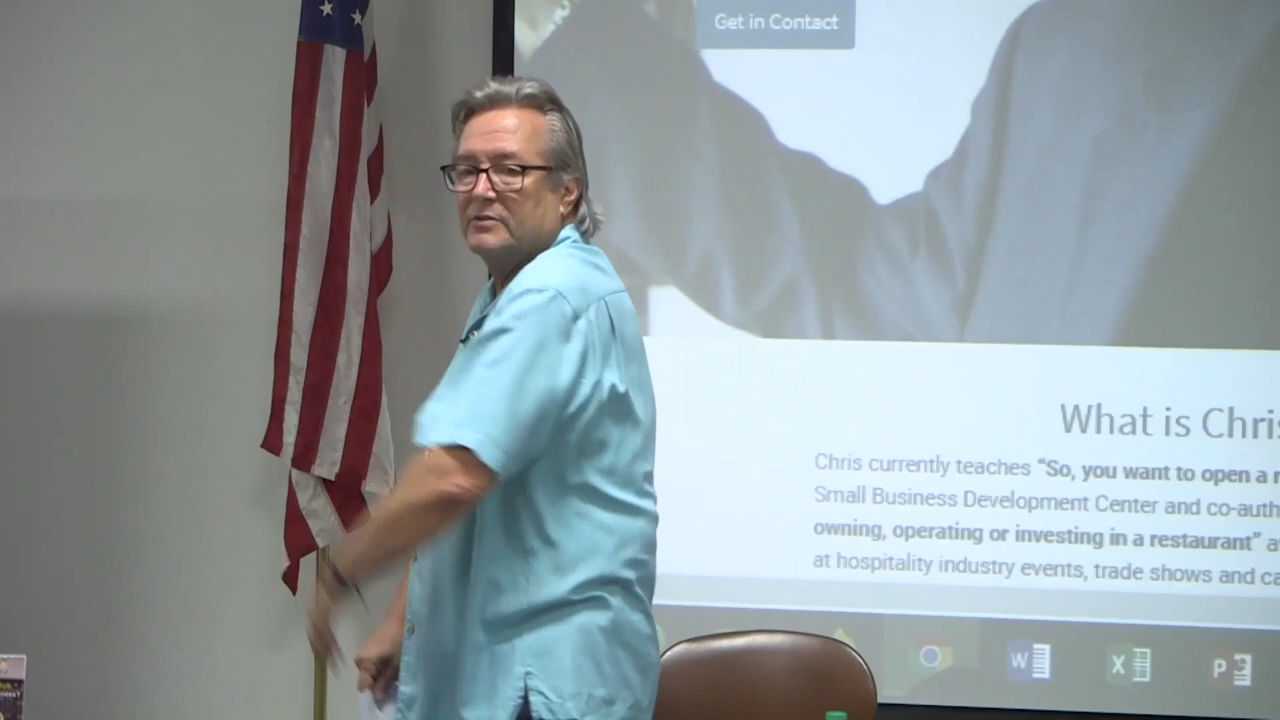 Get in Contact
What is Chris
Chris currently teaches “So, you want to open a
Small Business Development Center and co-auth
owning, operating or investing in a restaurant”
at hospitality industry events, trade shows and
W
X
P